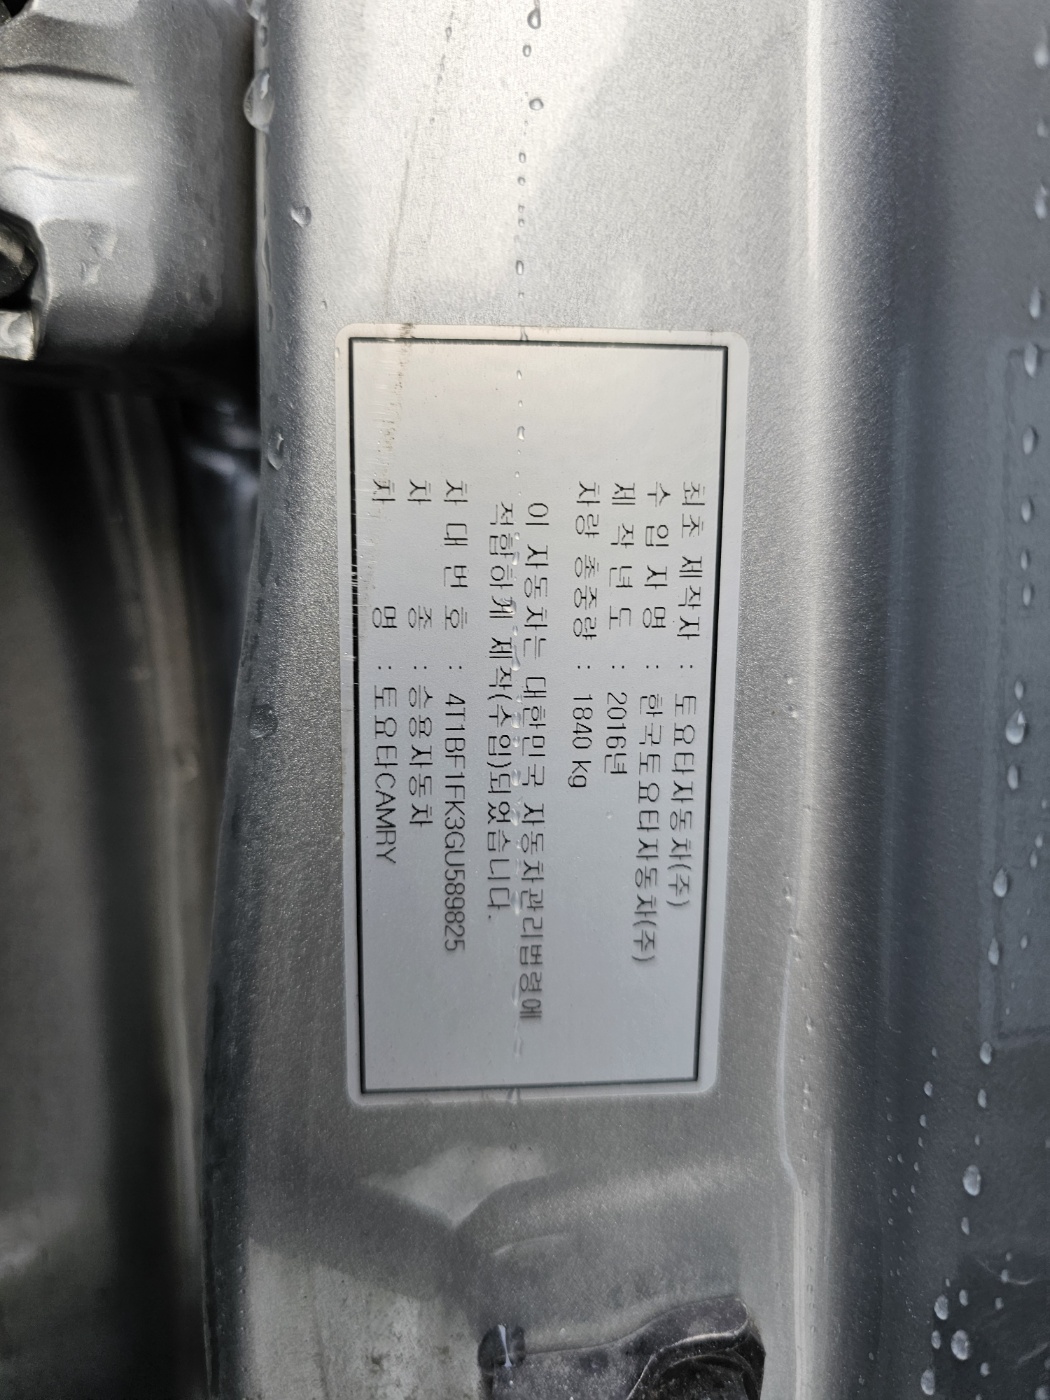 최초 제작사 : 토요타자동차(주)
수 입 자 명 : 한국토요타자동차(주)
제 작 년 도 : 2016년
차량 총중량 : 1840 kg
이 자동차는 대한민국 자동차관리법령에
적합하게 제작(수입)되었습니다.
차 대 번 호 : 4T1BF1FK3GU589825
차 종 : 승용자동차
차 명 : 토요타CAMRY